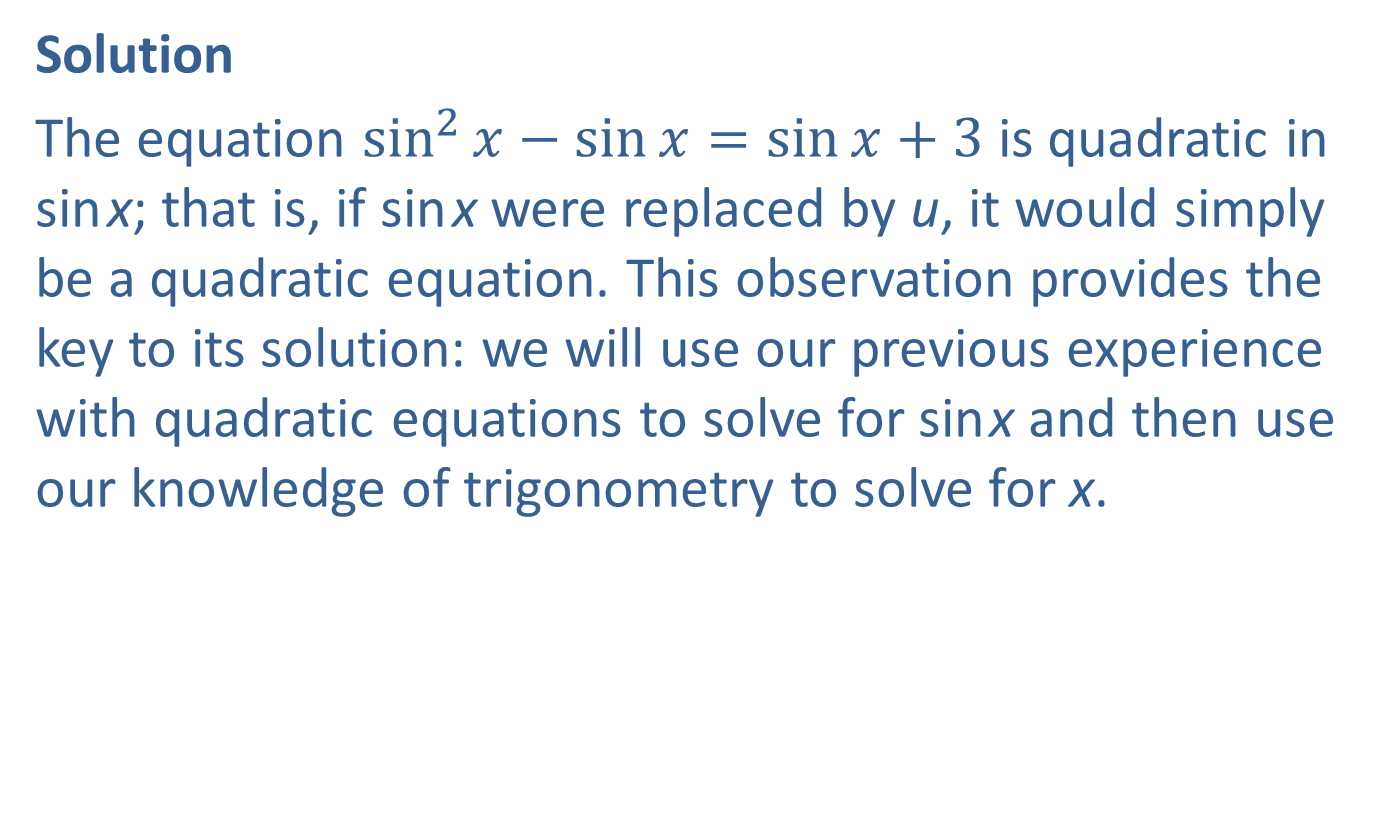 Solution
The equation sin² x − sin x = sin x + 3 is quadratic in
sin x; that is, if sin x were replaced by u, it would simply
be a quadratic equation. This observation provides the
key to its solution: we will use our previous experience
with quadratic equations to solve for sin x and then use
our knowledge of trigonometry to solve for x.